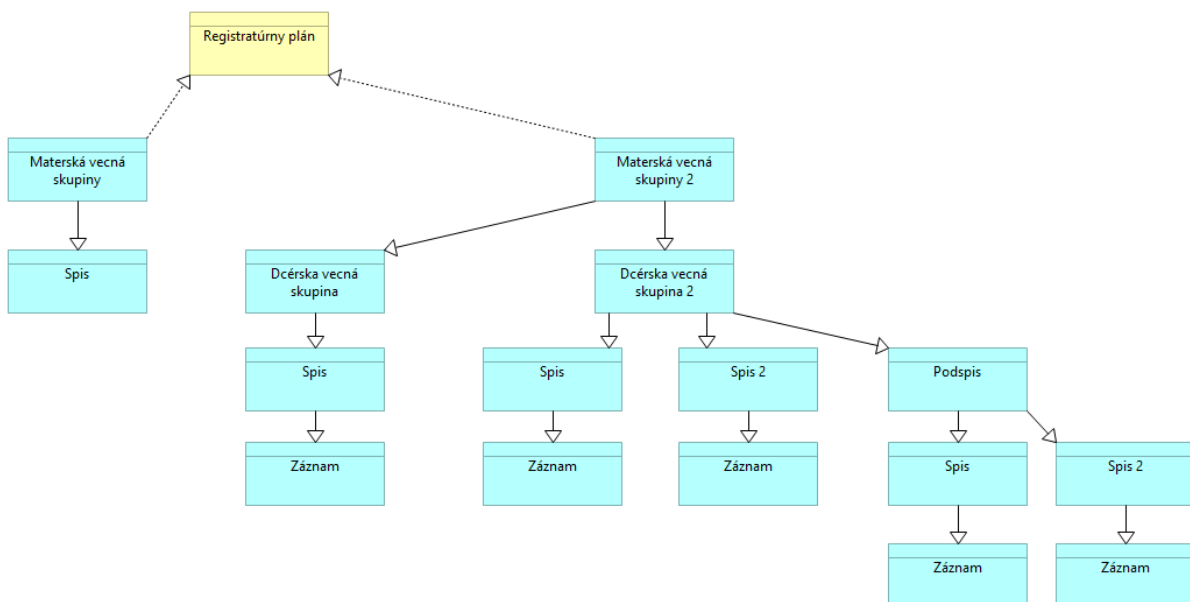 Registratúrny plán
Materská vecná
skupiny
Materská vecná
skupiny 2
Spis
Dcérska vecná
skupina
Dcérska vecná
skupina 2
Spis
Spis
Spis 2
Podspis
Záznam
Záznam
Záznam
Spis
Spis 2
Záznam
Záznam